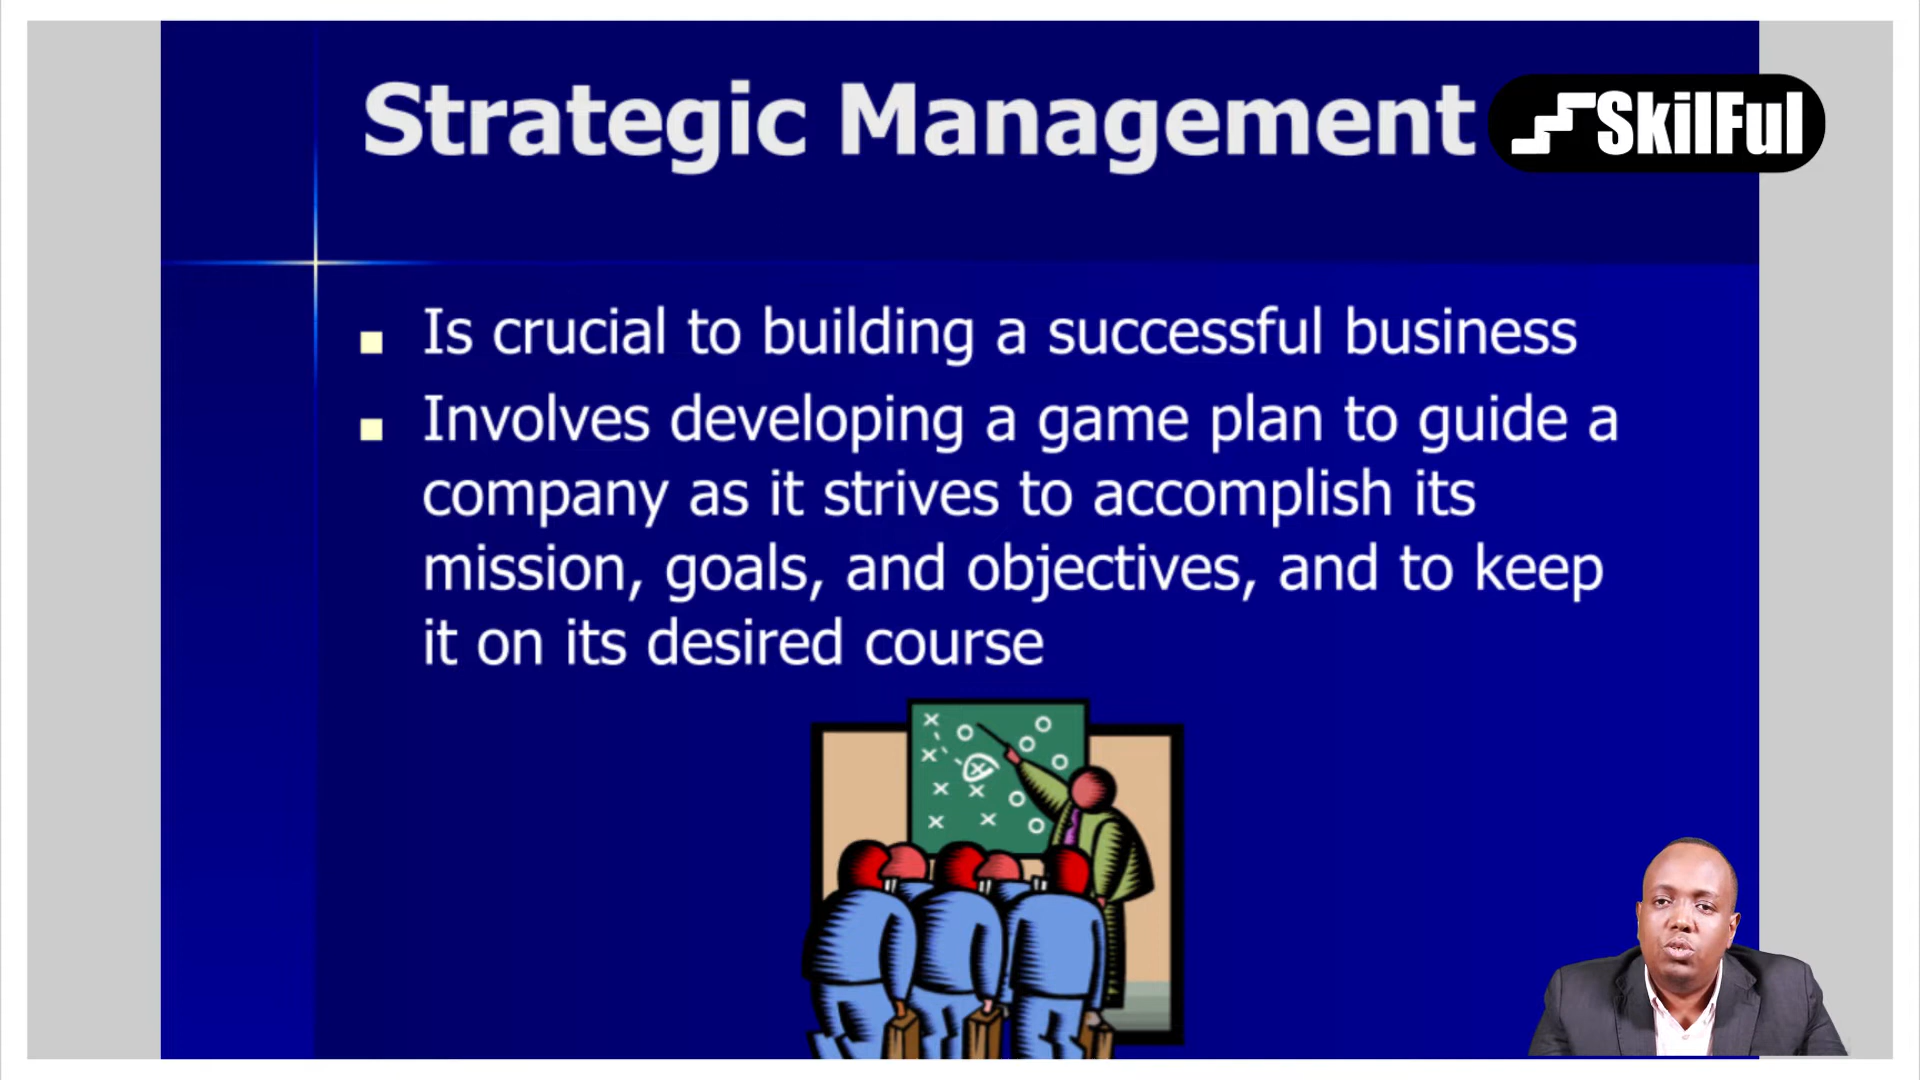 Strategic Management
SkilFul
Is crucial to building a successful business
Involves developing a game plan to guide a
company as it strives to accomplish its
mission, goals, and objectives, and to keep
it on its desired course